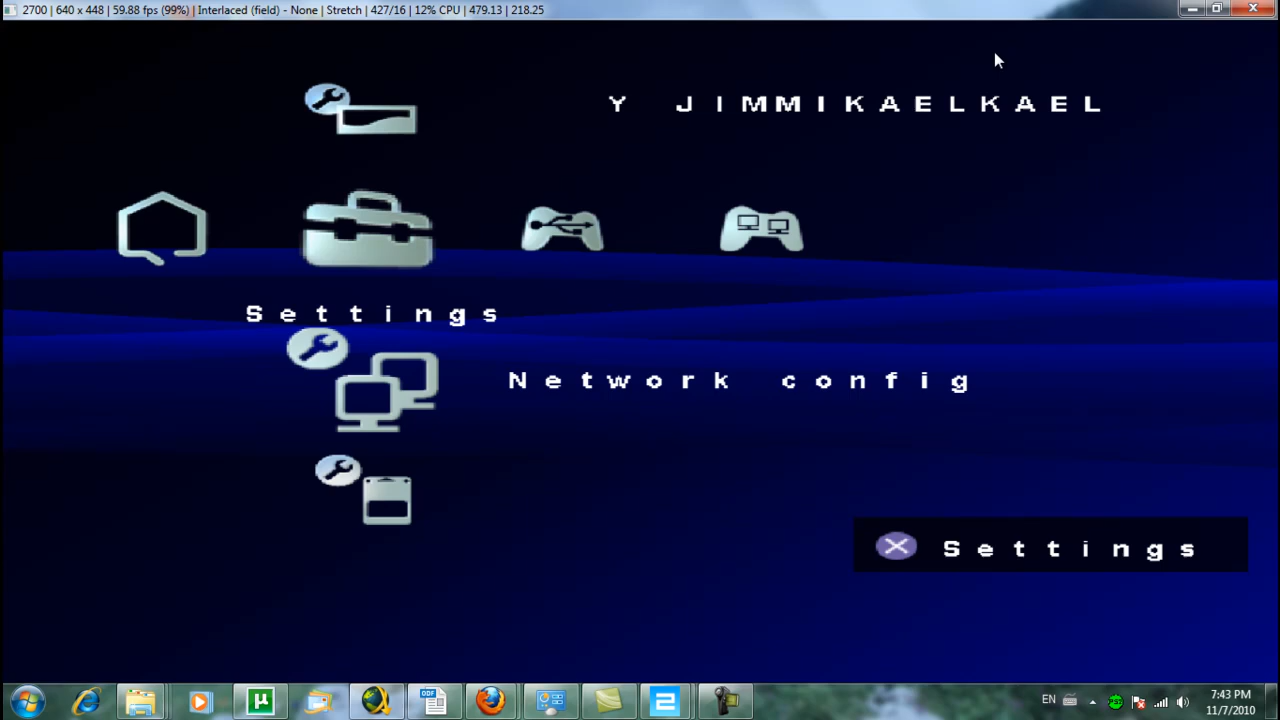 2700 | 640 x 448 | 59.88 fps (99%) | Interlaced (field) - None | Stretch | 427/16 | 12% CPU | 479.13 | 218.25
Y JIMMIKAELKAEL
Settings
Network config
Settings
EN
7:43 PM
11/7/2010